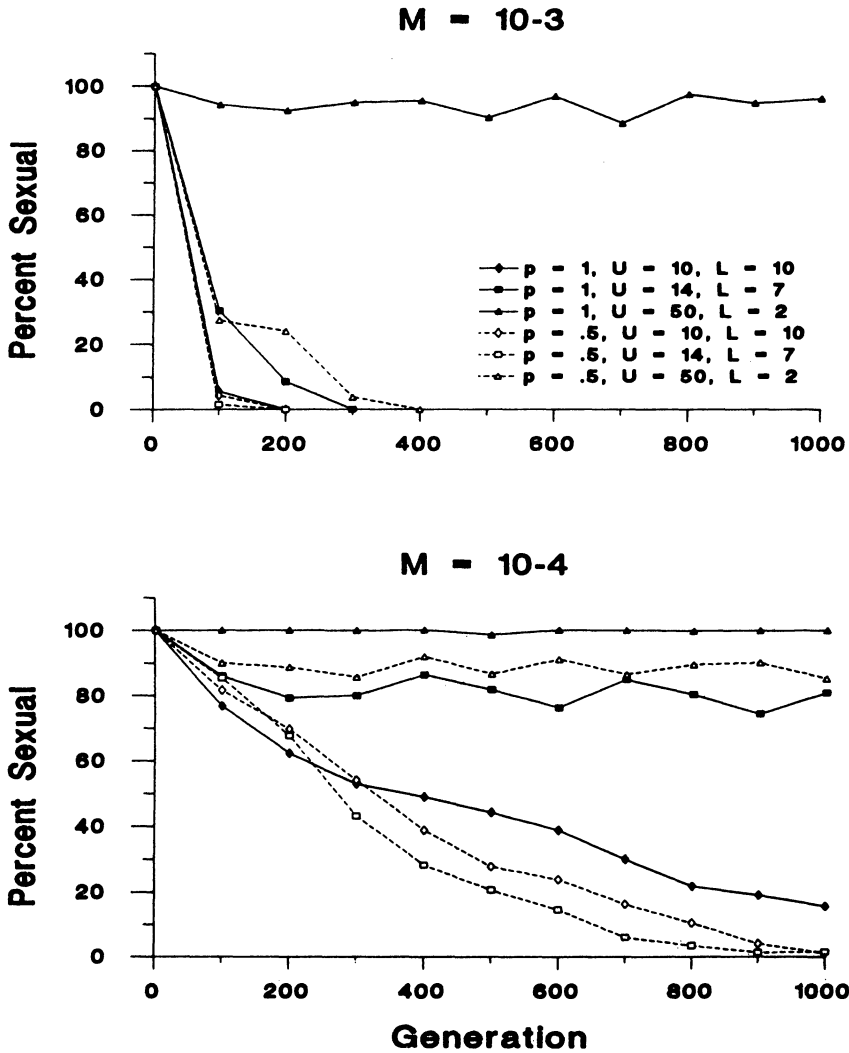 M = 10-3
Percent Sexual
100
80
60
40
20
0
p = 1, U = 10, L = 10
p = 1, U = 14, L = 7
p = 1, U = 50, L = 2
p = .5, U = 10, L = 10
p = .5, U = 14, L = 7
p = .5, U = 50, L = 2
0 200 400 600 800 1000
M = 10-4
Percent Sexual
100
80
60
40
20
0
0 200 400 600 800 1000
Generation